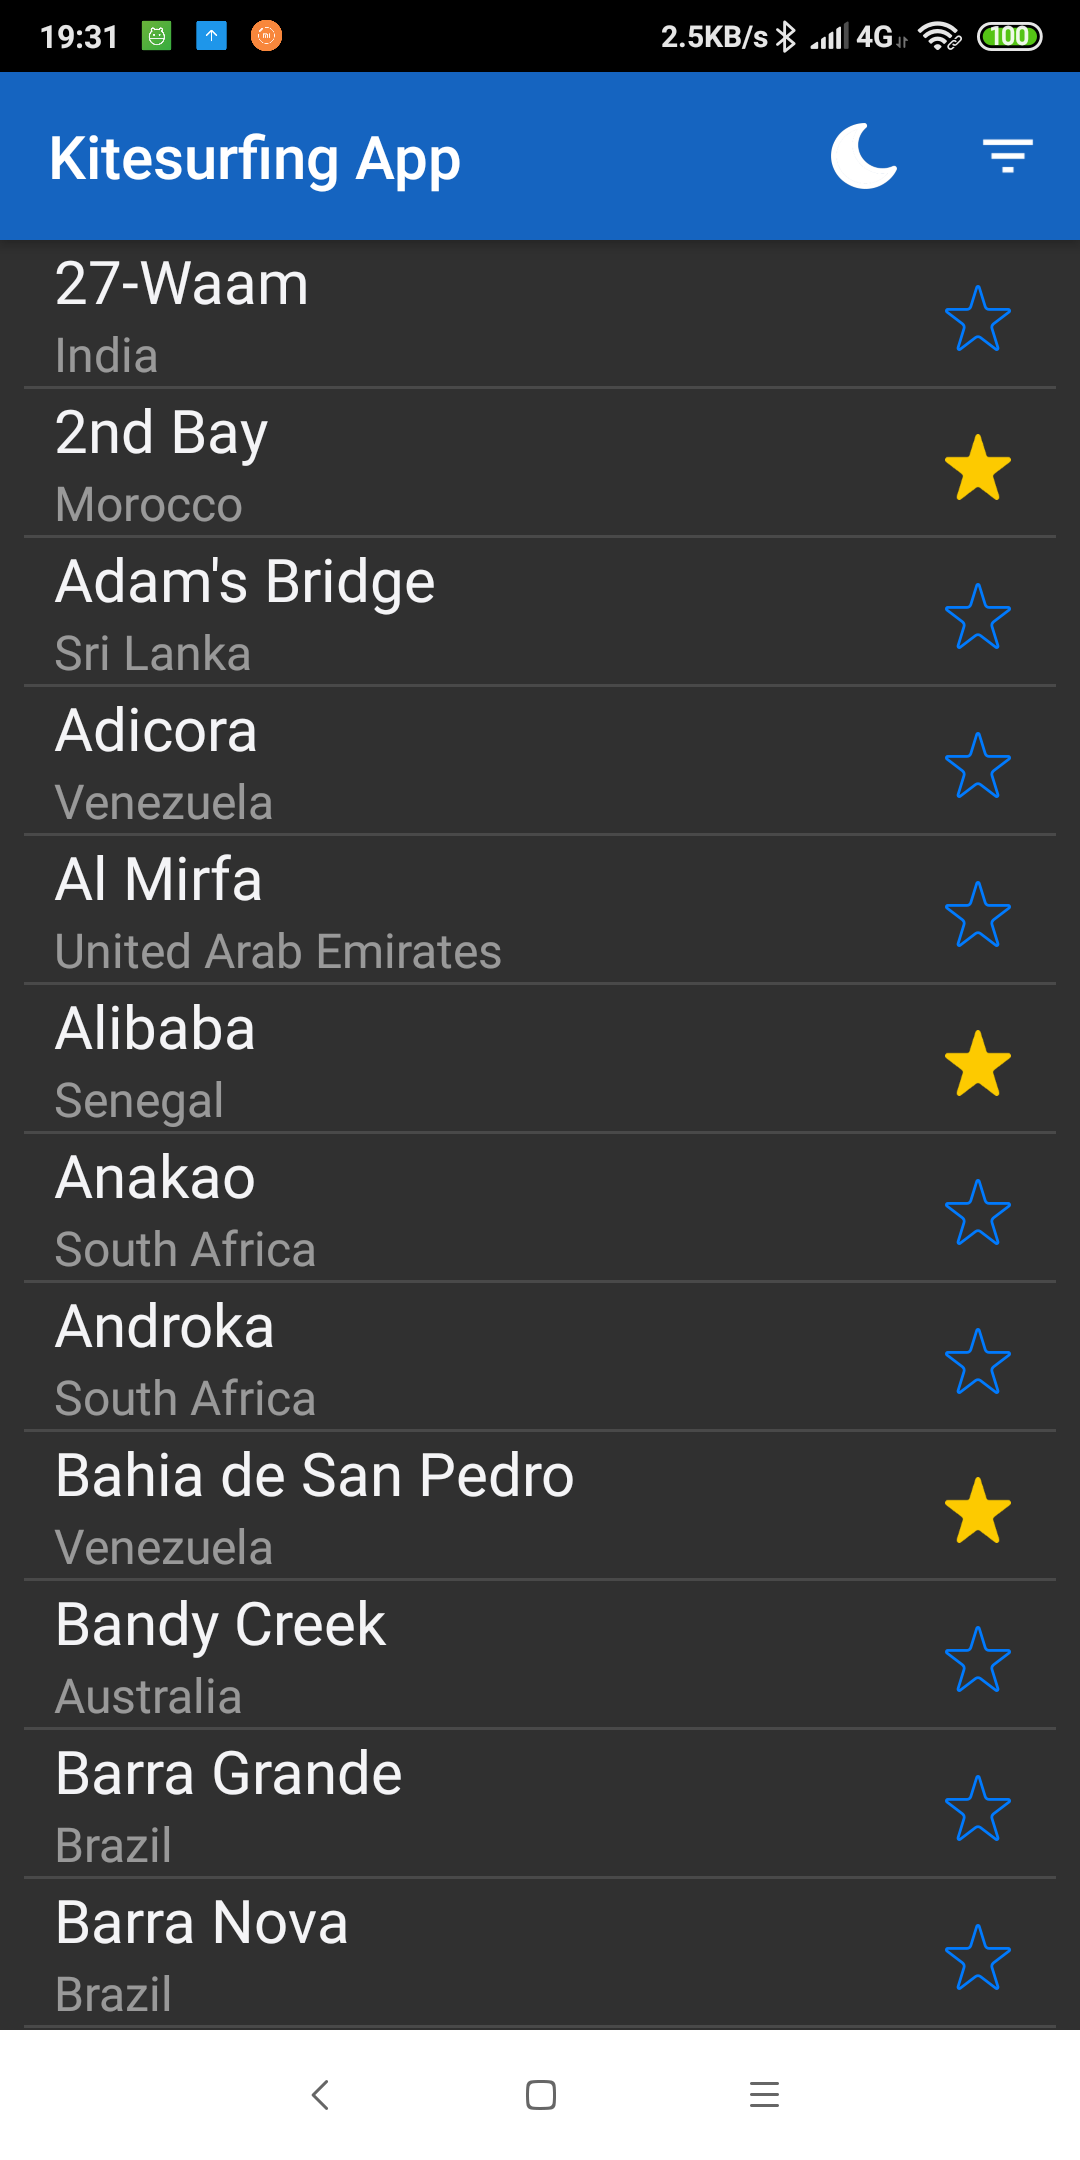 19:31 2.5KB/s 4G 100
Kitesurfing App
27-Waam
India
2nd Bay
Morocco
Adam's Bridge
Sri Lanka
Adicora
Venezuela
Al Mirfa
United Arab Emirates
Alibaba
Senegal
Anakao
South Africa
Androka
South Africa
Bahia de San Pedro
Venezuela
Bandy Creek
Australia
Barra Grande
Brazil
Barra Nova
Brazil